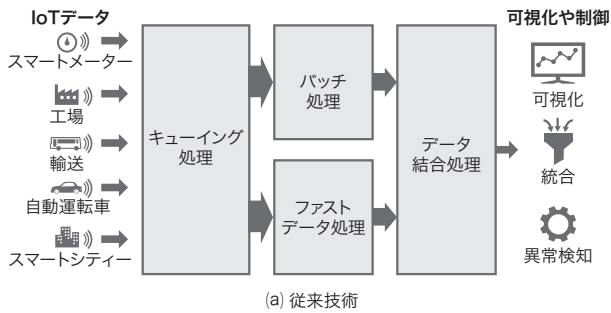 IoTデータ
スマートメーター
工場
輸送
自動運転車
スマートシティー
キューイング
処理
バッチ
処理
ファスト
データ処理
データ
結合処理
可視化や制御
可視化
統合
異常検知
(a) 従来技術